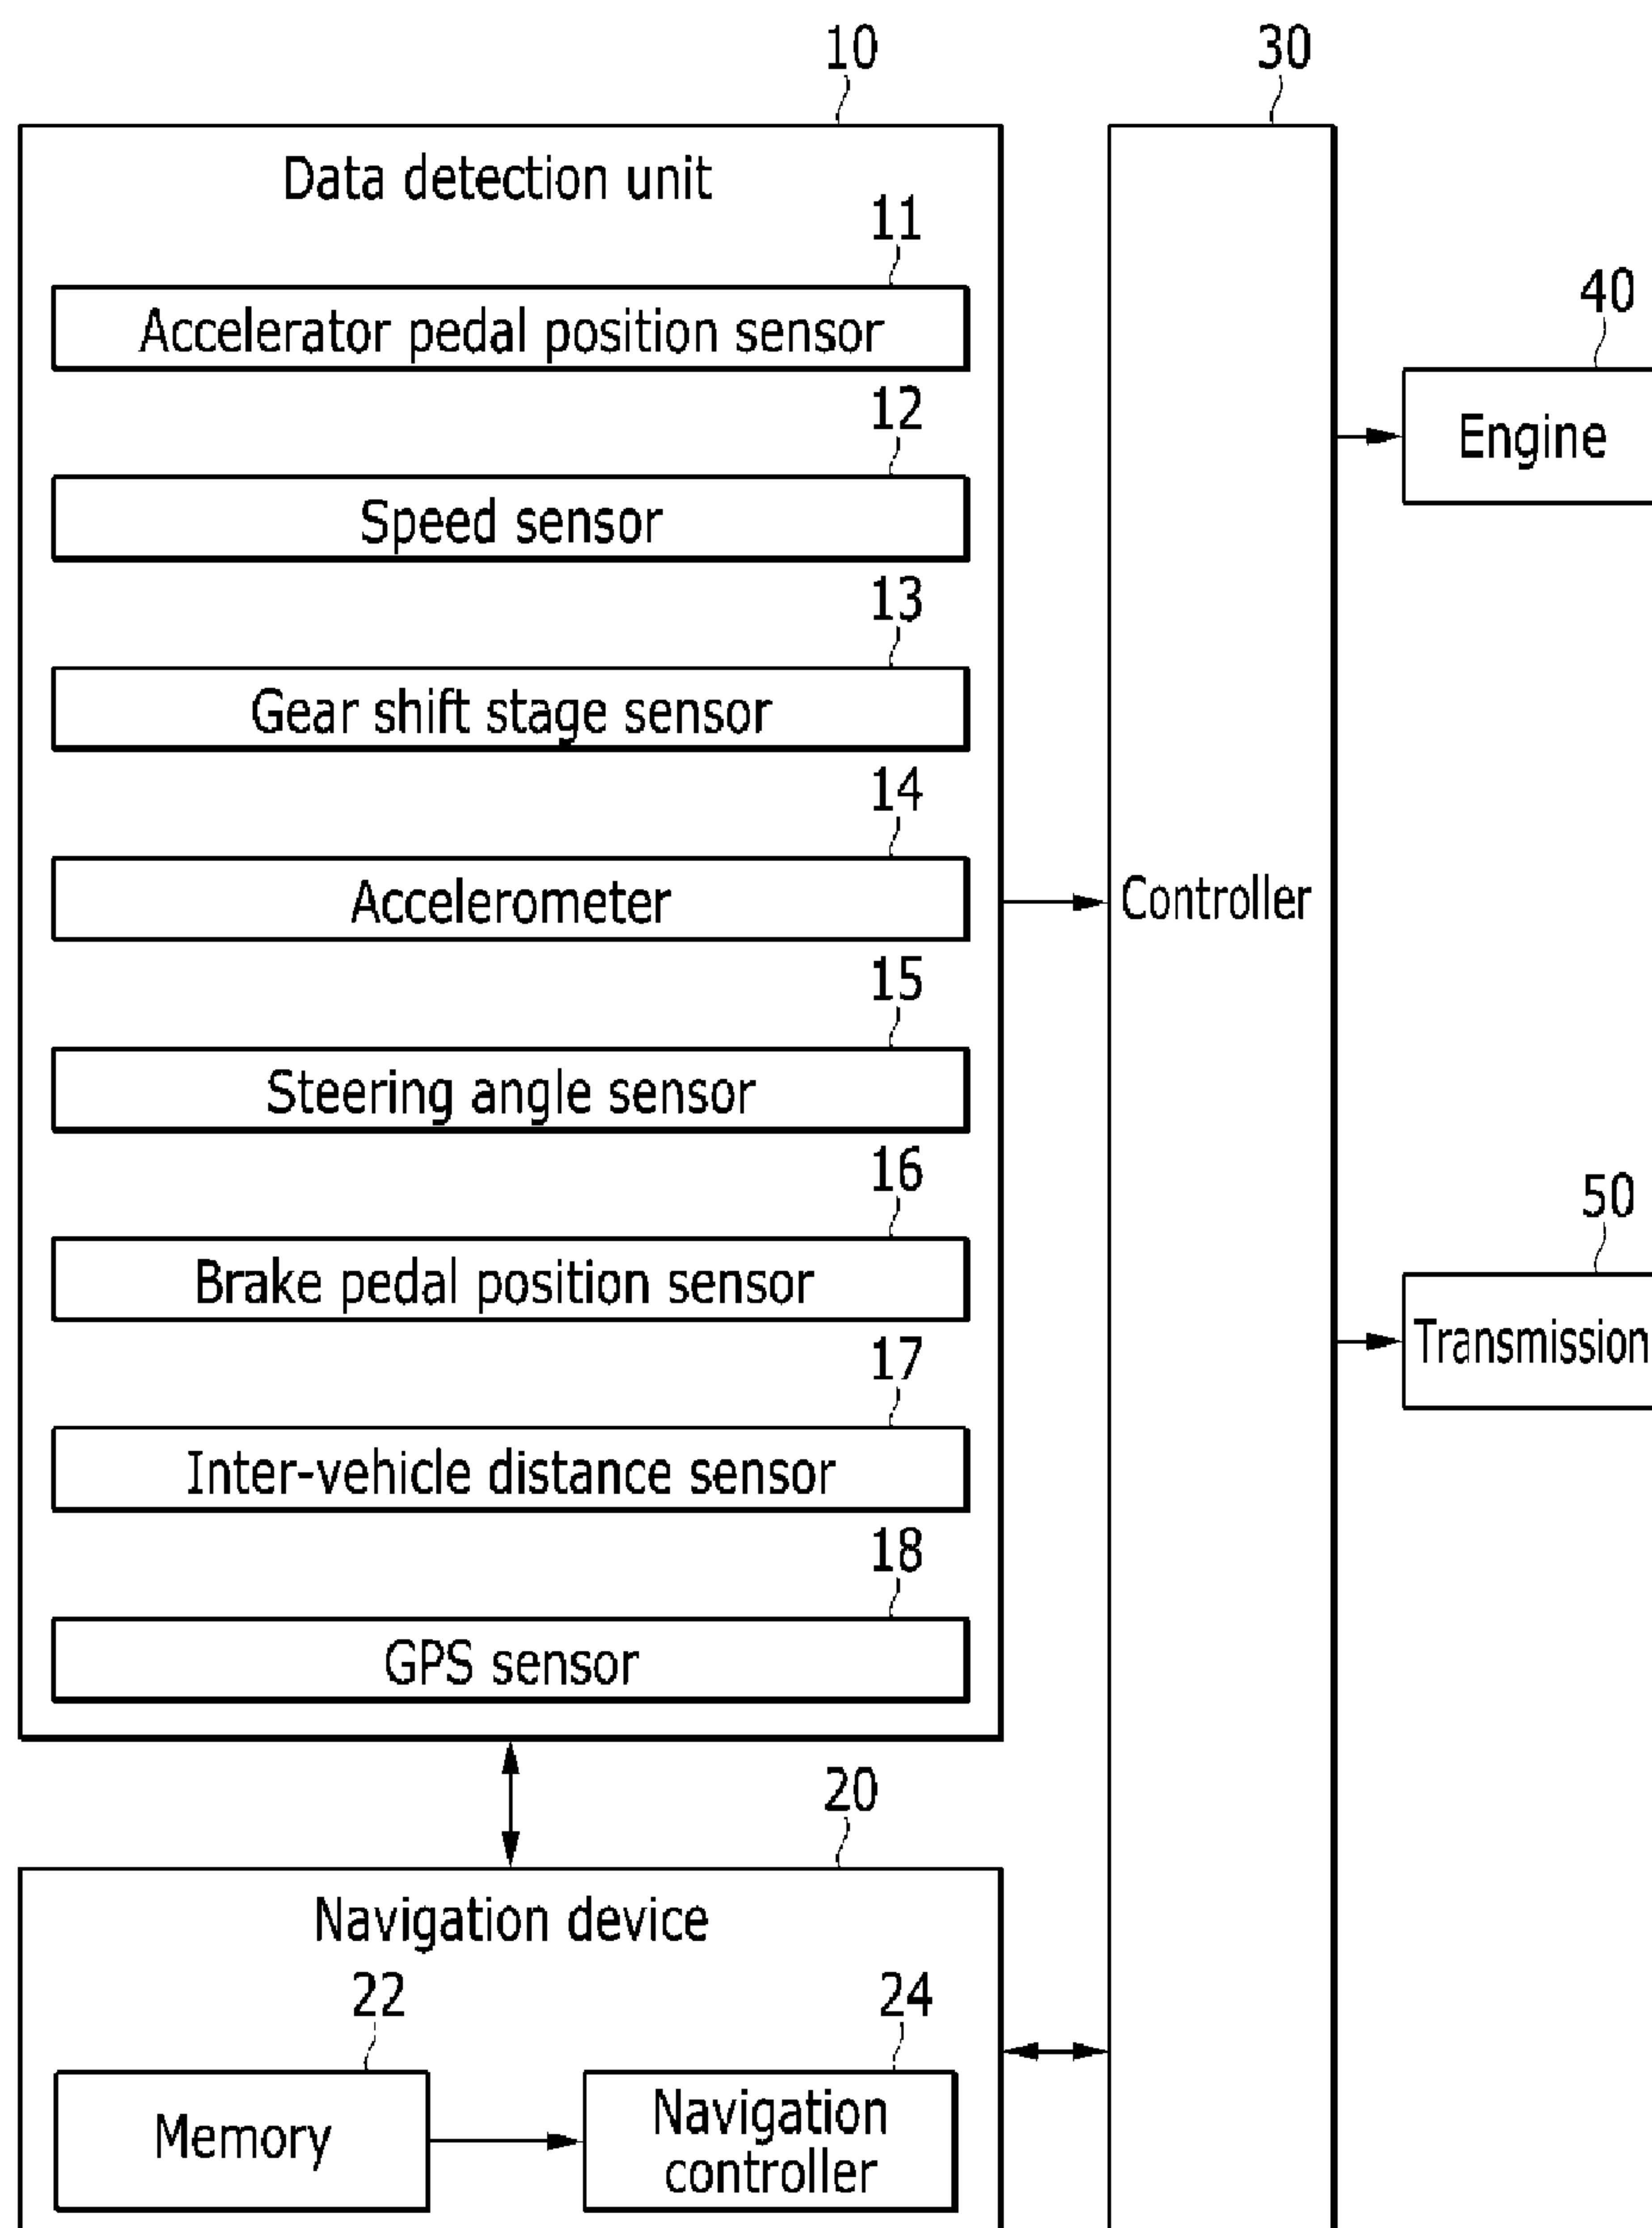 10
30
Data detection unit
11
Accelerator pedal position sensor
40
Engine
12
Speed sensor
13
Gear shift stage sensor
14
Accelerometer
Controller
15
Steering angle sensor
16
Brake pedal position sensor
50
Transmission
17
Inter-vehicle distance sensor
18
GPS sensor
20
Navigation device
22
24
Memory
Navigation
controller